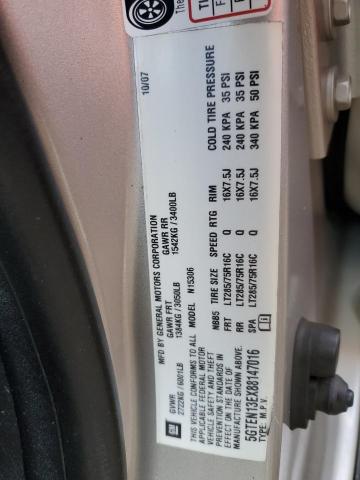 MFD BY GENERAL MOTORS CORPORATION 10/07
GVWR GAWR FRT GAWR RR
2722KG / 6001LB 1384KG / 3050LB 1542KG / 3400LB
THIS VEHICLE CONFORMS TO ALL MODEL N15306
APPLICABLE FEDERAL MOTOR
VEHICLE SAFETY AND THEFT
PREVENTION STANDARDS IN
EFFECT ON THE DATE OF
MANUFACTURE SHOWN ABOVE.
5GTEN13EX88147016
TYPE: M.P.V.
MB85 TIRE SIZE SPEED RTG RIM COLD TIRE PRESSURE
FRT LT285/75R16C Q 16X7.5J 240 KPA 35 PSI
RR LT285/75R16C Q 16X7.5J 240 KPA 35 PSI
SPA LT285/75R16C Q 16X7.5J 340 KPA 50 PSI
GM
The